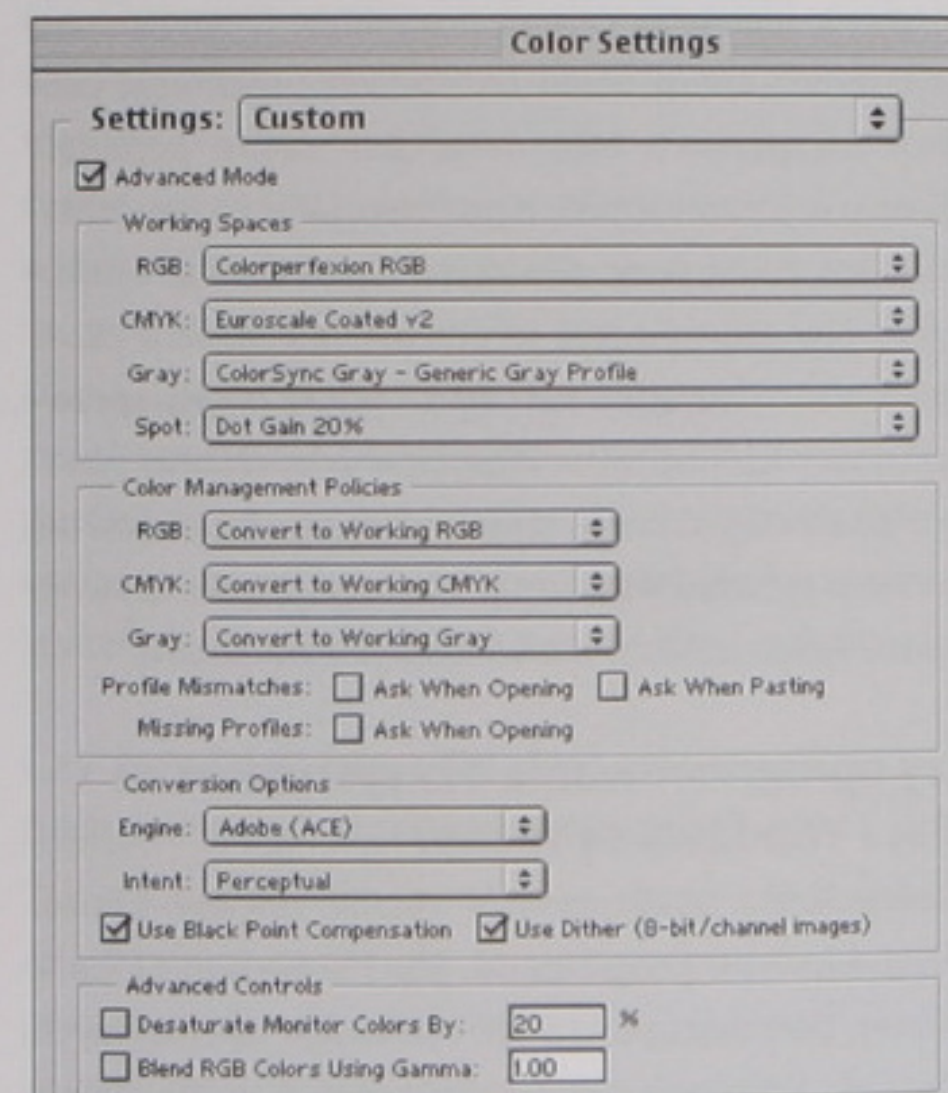 Color Settings
Settings: Custom
Advanced Mode
Working Spaces
RGB: Colorperfexion RGB
CMYK: Euroscale Coated v2
Gray: ColorSync Gray - Generic Gray Profile
Spot: Dot Gain 20%
Color Management Policies
RGB: Convert to Working RGB
CMYK: Convert to Working CMYK
Gray: Convert to Working Gray
Profile Mismatches: Ask When Opening Ask When Pasting
Missing Profiles: Ask When Opening
Conversion Options
Engine: Adobe (ACE)
Intent: Perceptual
Use Black Point Compensation Use Dither (8-bit/channel images)
Advanced Controls
Desaturate Monitor Colors By: 20 %
Blend RGB Colors Using Gamma: 1.00